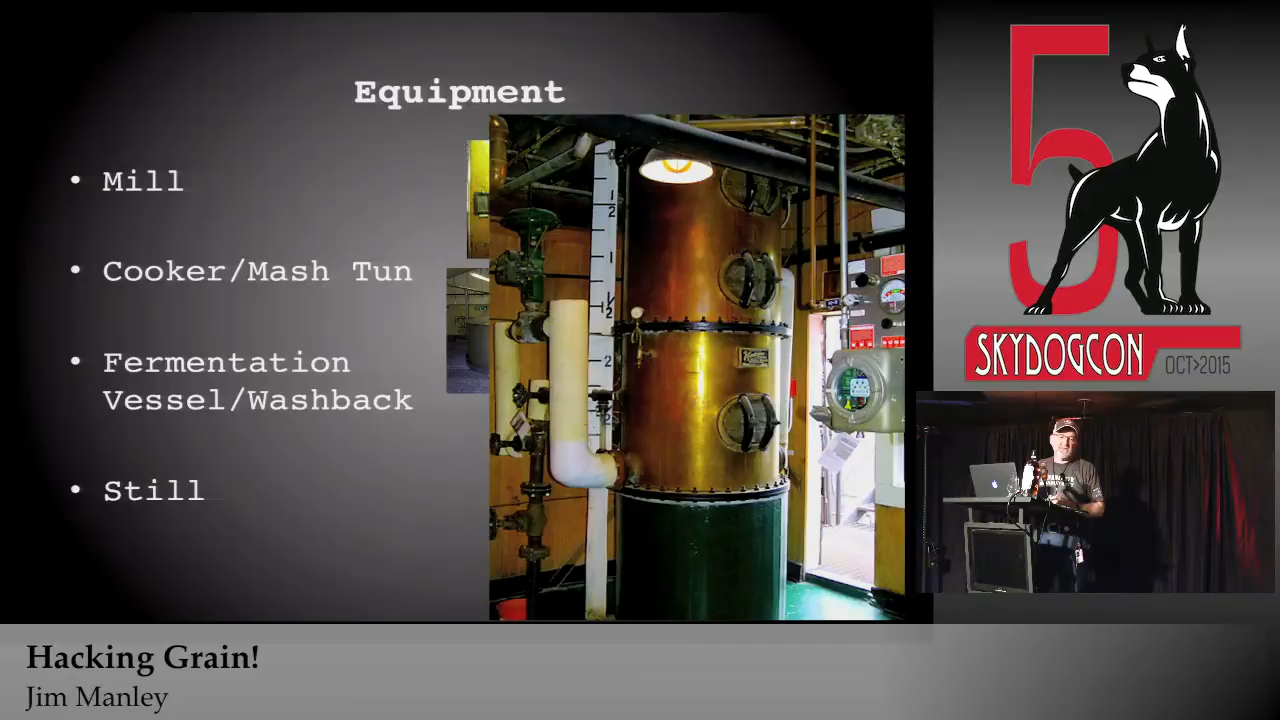 Equipment
• Mill
• Cooker/Mash Tun
• Fermentation
Vessel/Washback
• Still
5
SKYDOGCON
OCT>2015
Hacking Grain!
Jim Manley